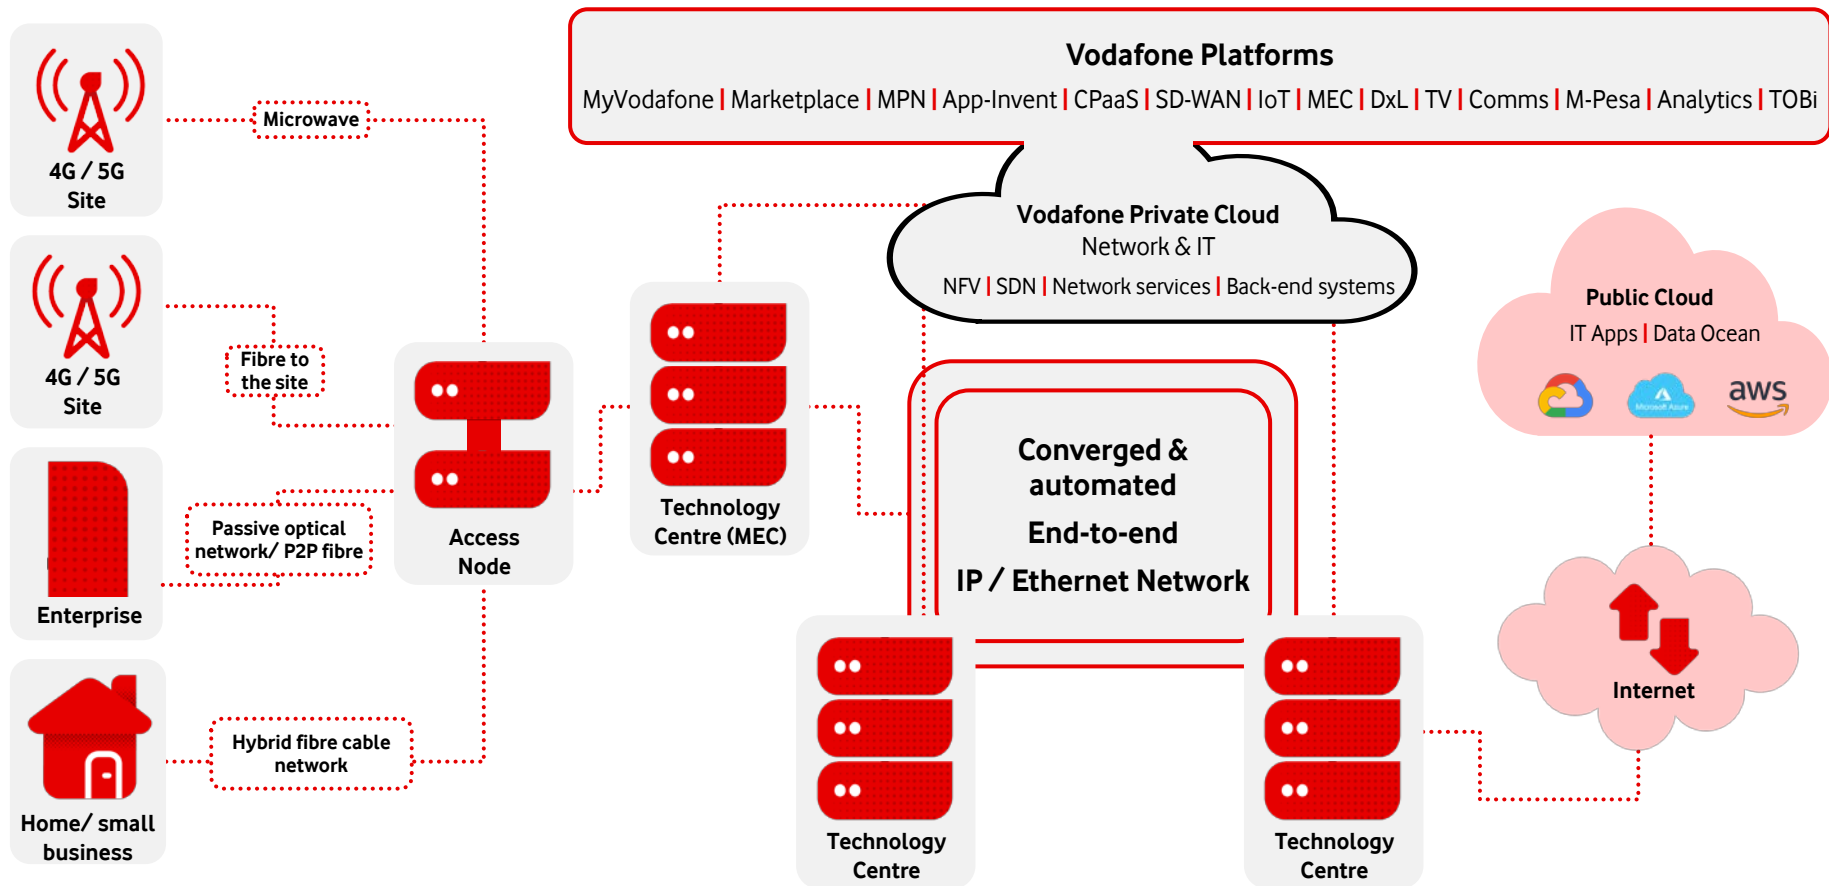 Vodafone Platforms
MyVodafone | Marketplace | MPN | App-Invent | CPaaS | SD-WAN | IoT | MEC | DxL | TV | Comms | M-Pesa | Analytics | TOBi
4G / 5G
Site
Microwave
4G / 5G
Site
Fibre to
the site
Enterprise
Passive optical
network/ P2P fibre
Home/ small
business
Hybrid fibre cable
network
Access
Node
Technology
Centre (MEC)
Vodafone Private Cloud
Network & IT
NFV | SDN | Network services | Back-end systems
Converged &
automated
End-to-end
IP / Ethernet Network
Technology
Centre
Technology
Centre
Public Cloud
IT Apps | Data Ocean
Microsoft Azure
aws
Internet